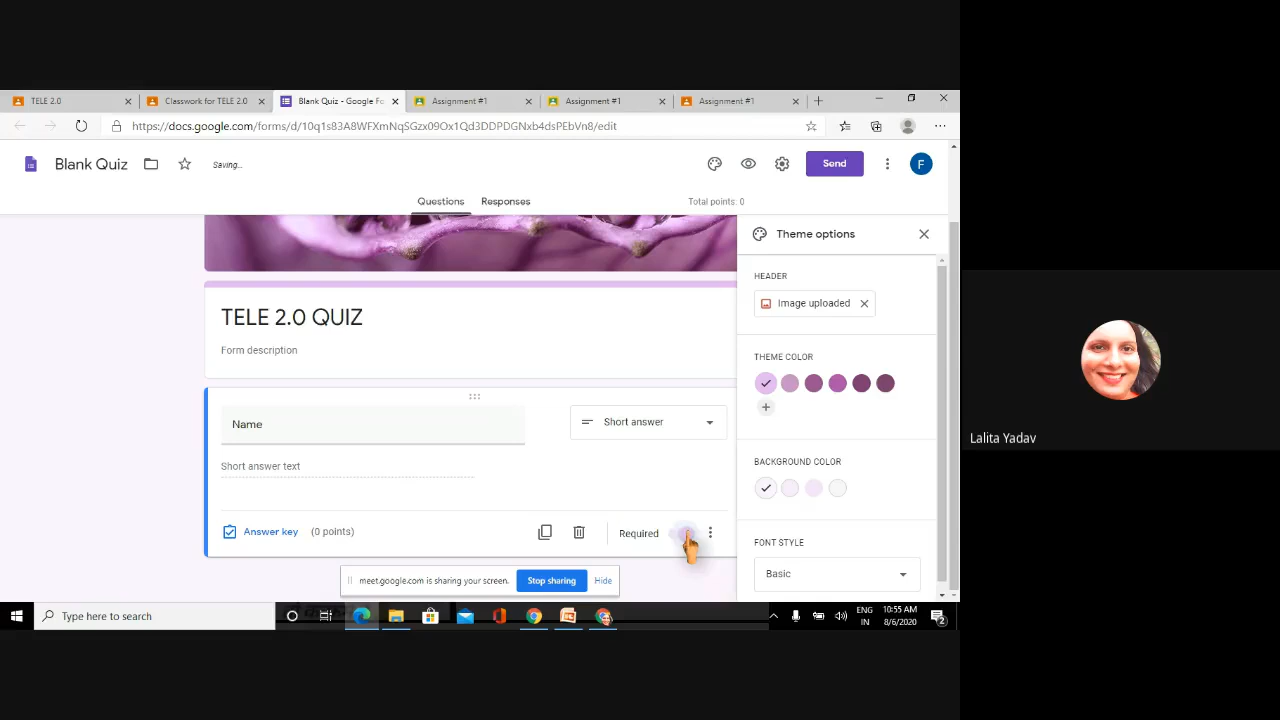 TELE 2.0
Classwork for TELE 2.0
Blank Quiz - Google Fo
Assignment #1
Assignment #1
Assignment #1
https://docs.google.com/forms/d/10q1s83A8WFXmNqSGzx09Ox1Qd3DDPDGNxb4dsPEbVn8/edit
Blank Quiz
Saving...
Send
F
Questions
Responses
Total points: 0
Theme options
HEADER
Image uploaded
TELE 2.0 QUIZ
Form description
THEME COLOR
Name
Short answer
Short answer text
BACKGROUND COLOR
Answer key
(0 points)
Required
FONT STYLE
Basic
meet.google.com is sharing your screen.
Stop sharing
Hide
Type here to search
ENG
IN
10:55 AM
8/6/2020
2
Lalita Yadav